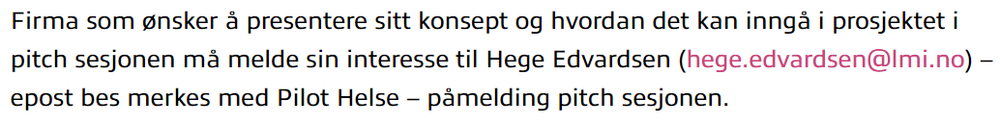 Firma som ønsker å presentere sitt konsept og hvordan det kan inngå i prosjektet i
pitch sesjonen må melde sin interesse til Hege Edvardsen (hege.edvardsen@lmi.no) –
epost bes merkes med Pilot Helse – påmelding pitch sesjonen.